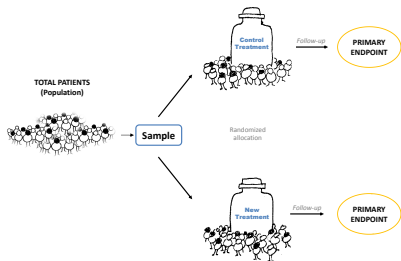 TOTAL PATIENTS
(Population)
Sample
Control
Treatment
Follow-up
PRIMARY
ENDPOINT
Randomized
allocation
New
Treatment
Follow-up
PRIMARY
ENDPOINT